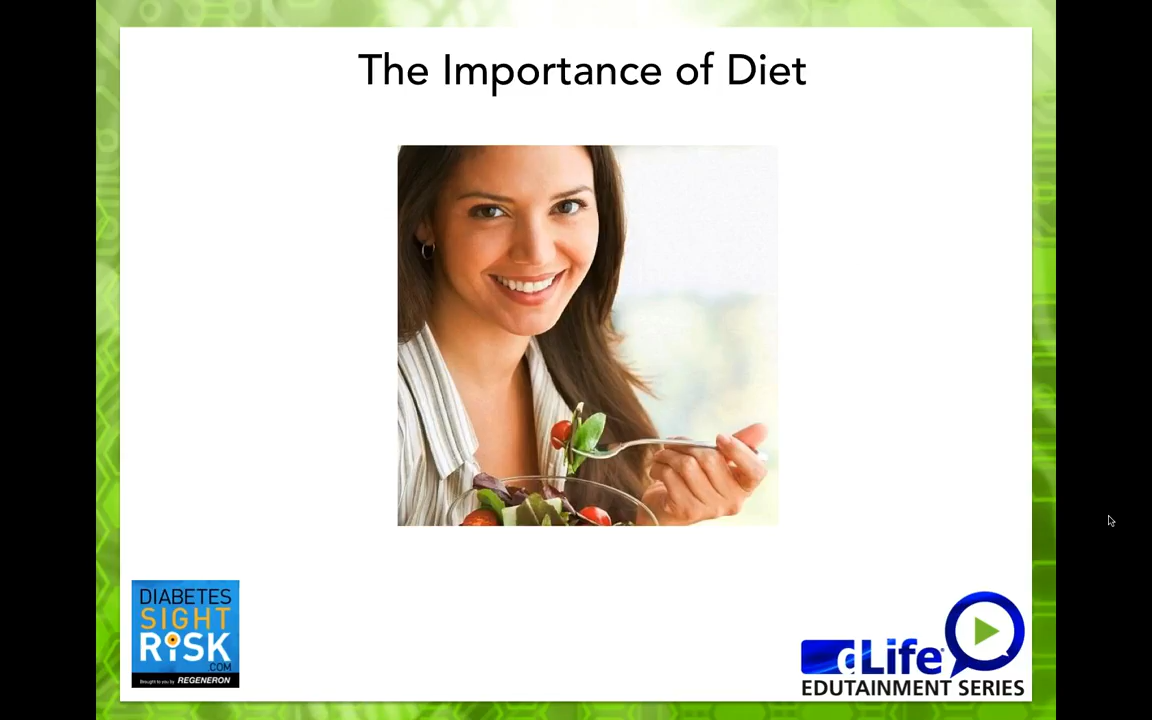 The Importance of Diet
DIABETES
SIGHT
RISK
.COM
Brought to you by REGENERON
dLife®
EDUTAINMENT SERIES